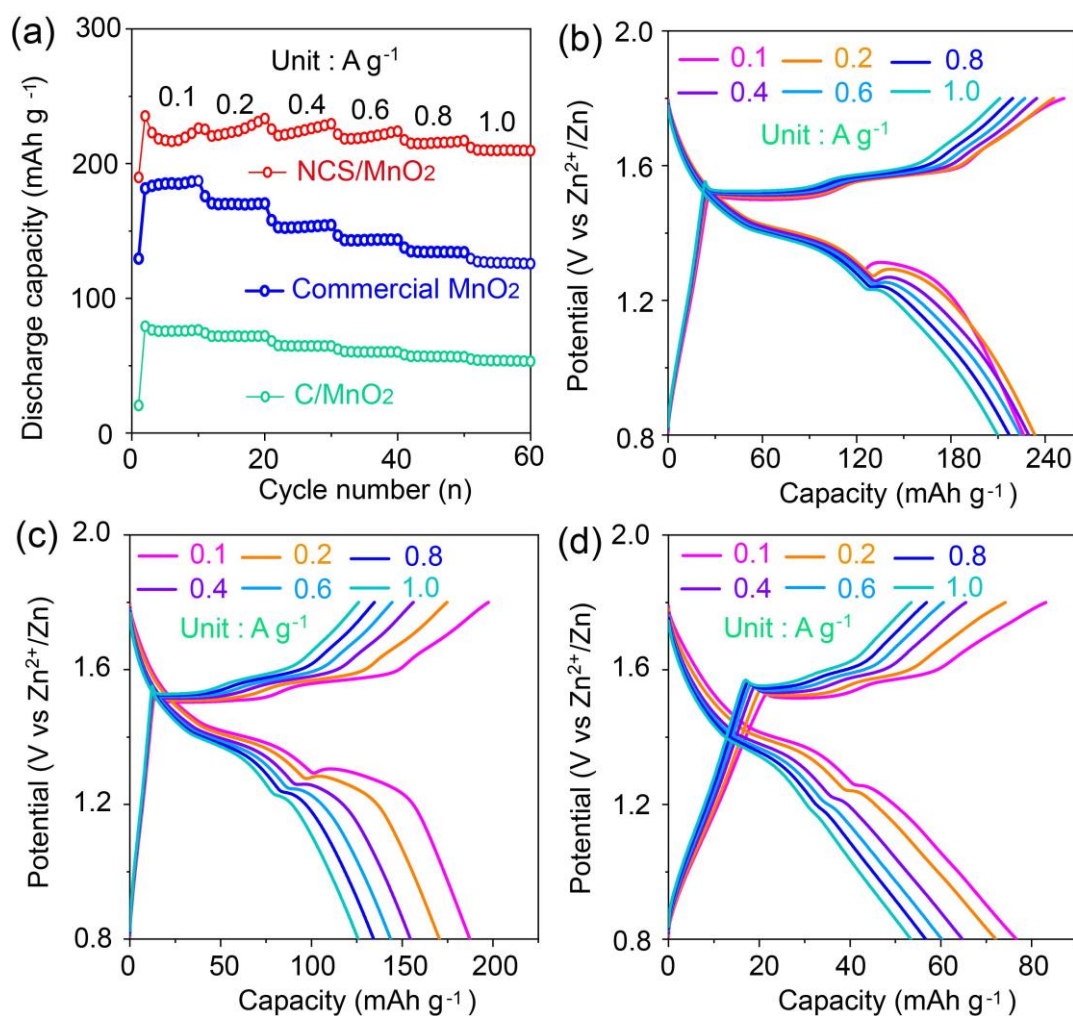 (a)
300
200
100
0
Discharge capacity (mAh g⁻¹)
Unit : A g⁻¹
0.1 0.2 0.4 0.6 0.8 1.0
NCS/MnO₂
Commercial MnO₂
C/MnO₂
0 20 40 60
Cycle number (n)
(b)
2.0
1.6
1.2
0.8
Potential (V vs Zn²⁺/Zn)
0.1 0.2 0.8
0.4 0.6 1.0
Unit : A g⁻¹
0 60 120 180 240
Capacity (mAh g⁻¹)
(c)
2.0
1.6
1.2
0.8
Potential (V vs Zn²⁺/Zn)
0.1 0.2 0.8
0.4 0.6 1.0
Unit : A g⁻¹
0 50 100 150 200
Capacity (mAh g⁻¹)
(d)
2.0
1.6
1.2
0.8
Potential (V vs Zn²⁺/Zn)
0.1 0.2 0.8
0.4 0.6 1.0
Unit : A g⁻¹
0 20 40 60 80
Capacity (mAh g⁻¹)